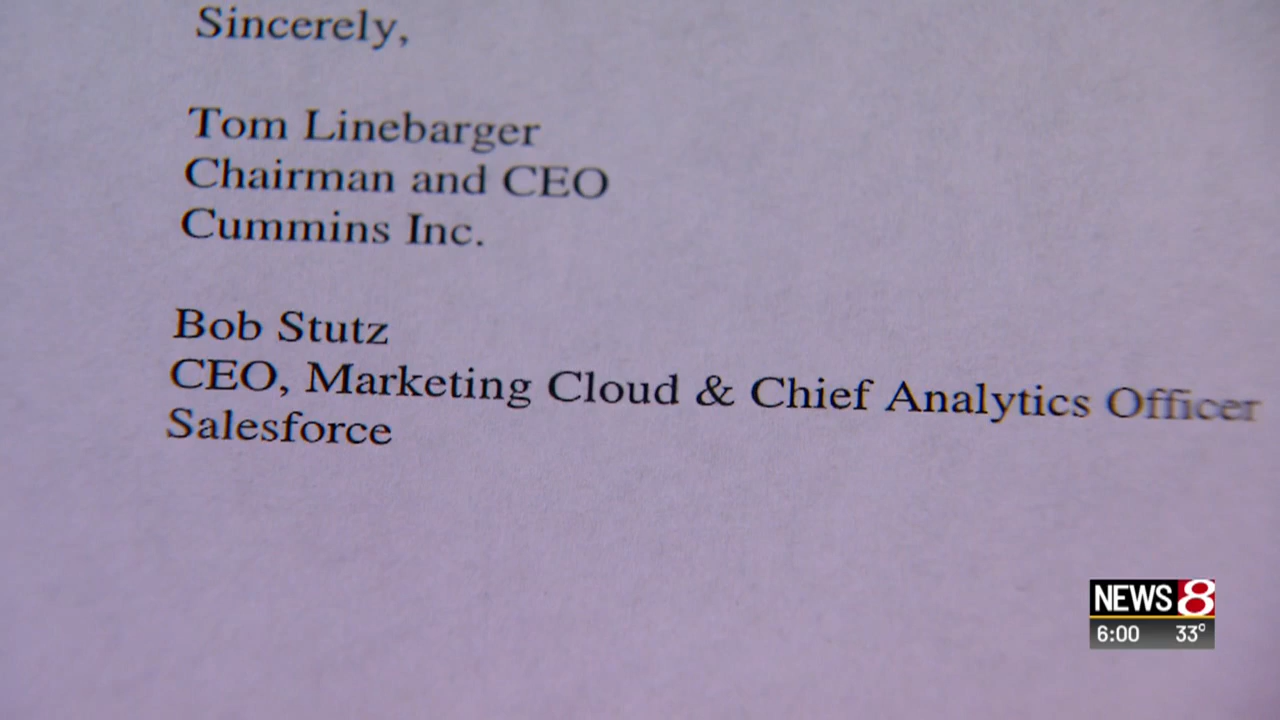 Sincerely,
Tom Linebarger
Chairman and CEO
Cummins Inc.
Bob Stutz
CEO, Marketing Cloud & Chief Analytics Officer
Salesforce
NEWS 8
6:00 33°